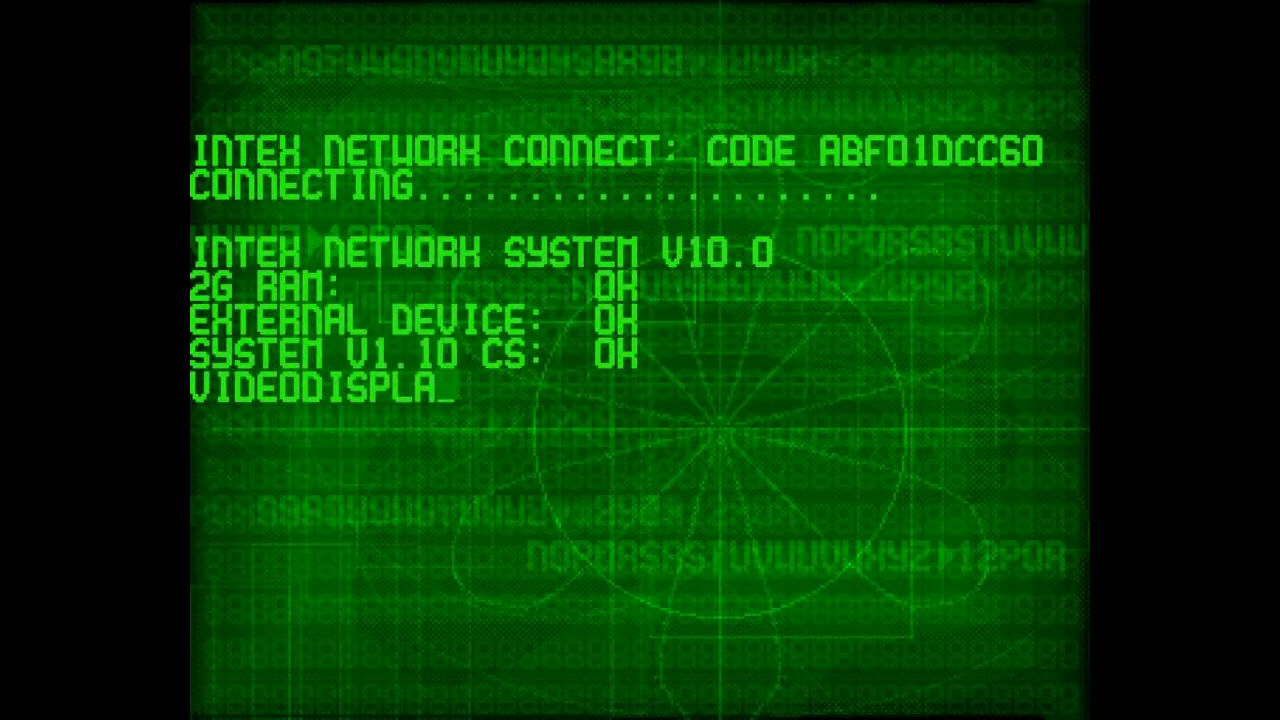 INTEX NETWORK CONNECT: CODE ABF01DCC60
CONNECTING.....................
INTEX NETWORK SYSTEM V10.0
2G RAM: OK
EXTERNAL DEVICE: OK
SYSTEM V1.10 CS: OK
VIDEODISPLA_